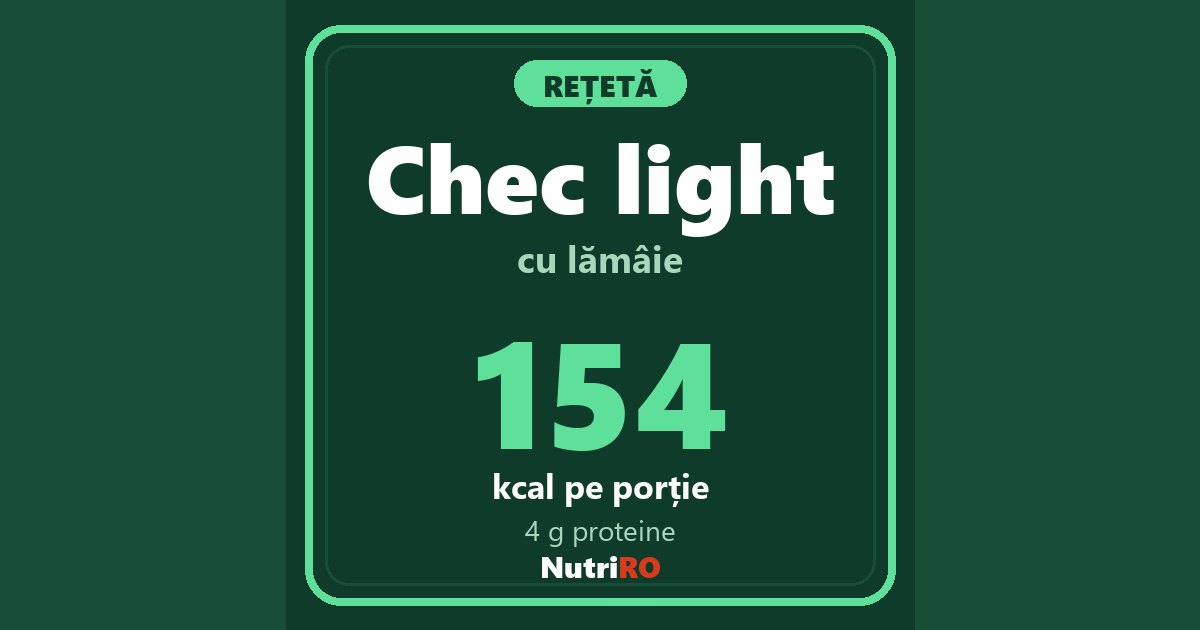 REȚETĂ
Chec light
cu lămâie
154
kcal pe porție
4 g proteine
NutriRO